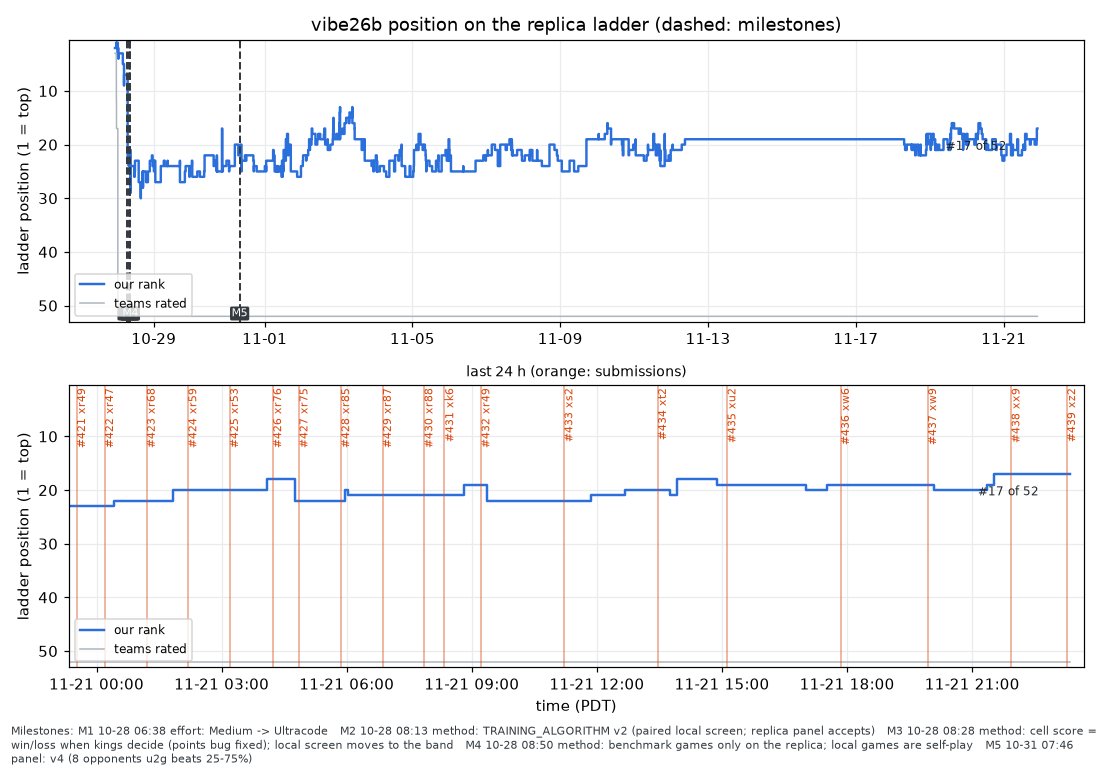 vibe26b position on the replica ladder (dashed: milestones)
ladder position (1 = top)
10
20
30
40
50
#17 of 52
our rank
teams rated
M4
M5
10-29
11-01
11-05
11-09
11-13
11-17
11-21
last 24 h (orange: submissions)
ladder position (1 = top)
10
20
30
40
50
#421 xr49
#422 xr47
#423 xr68
#424 xr59
#425 xr53
#426 xr76
#427 xr75
#428 xr85
#429 xr87
#430 xr88
#431 xk6
#432 xr49
#433 xs2
#434 xt2
#435 xu2
#436 xw6
#437 xw9
#438 xx9
#439 xz2
#17 of 52
our rank
teams rated
11-21 00:00
11-21 03:00
11-21 06:00
11-21 09:00
11-21 12:00
11-21 15:00
11-21 18:00
11-21 21:00
time (PDT)
Milestones: M1 10-28 06:38 effort: Medium -> Ultracode M2 10-28 08:13 method: TRAINING_ALGORITHM v2 (paired local screen; replica panel accepts) M3 10-28 08:28 method: cell score =
win/loss when kings decide (points bug fixed); local screen moves to the band M4 10-28 08:50 method: benchmark games only on the replica; local games are self-play M5 10-31 07:46
panel: v4 (8 opponents u2g beats 25-75%)